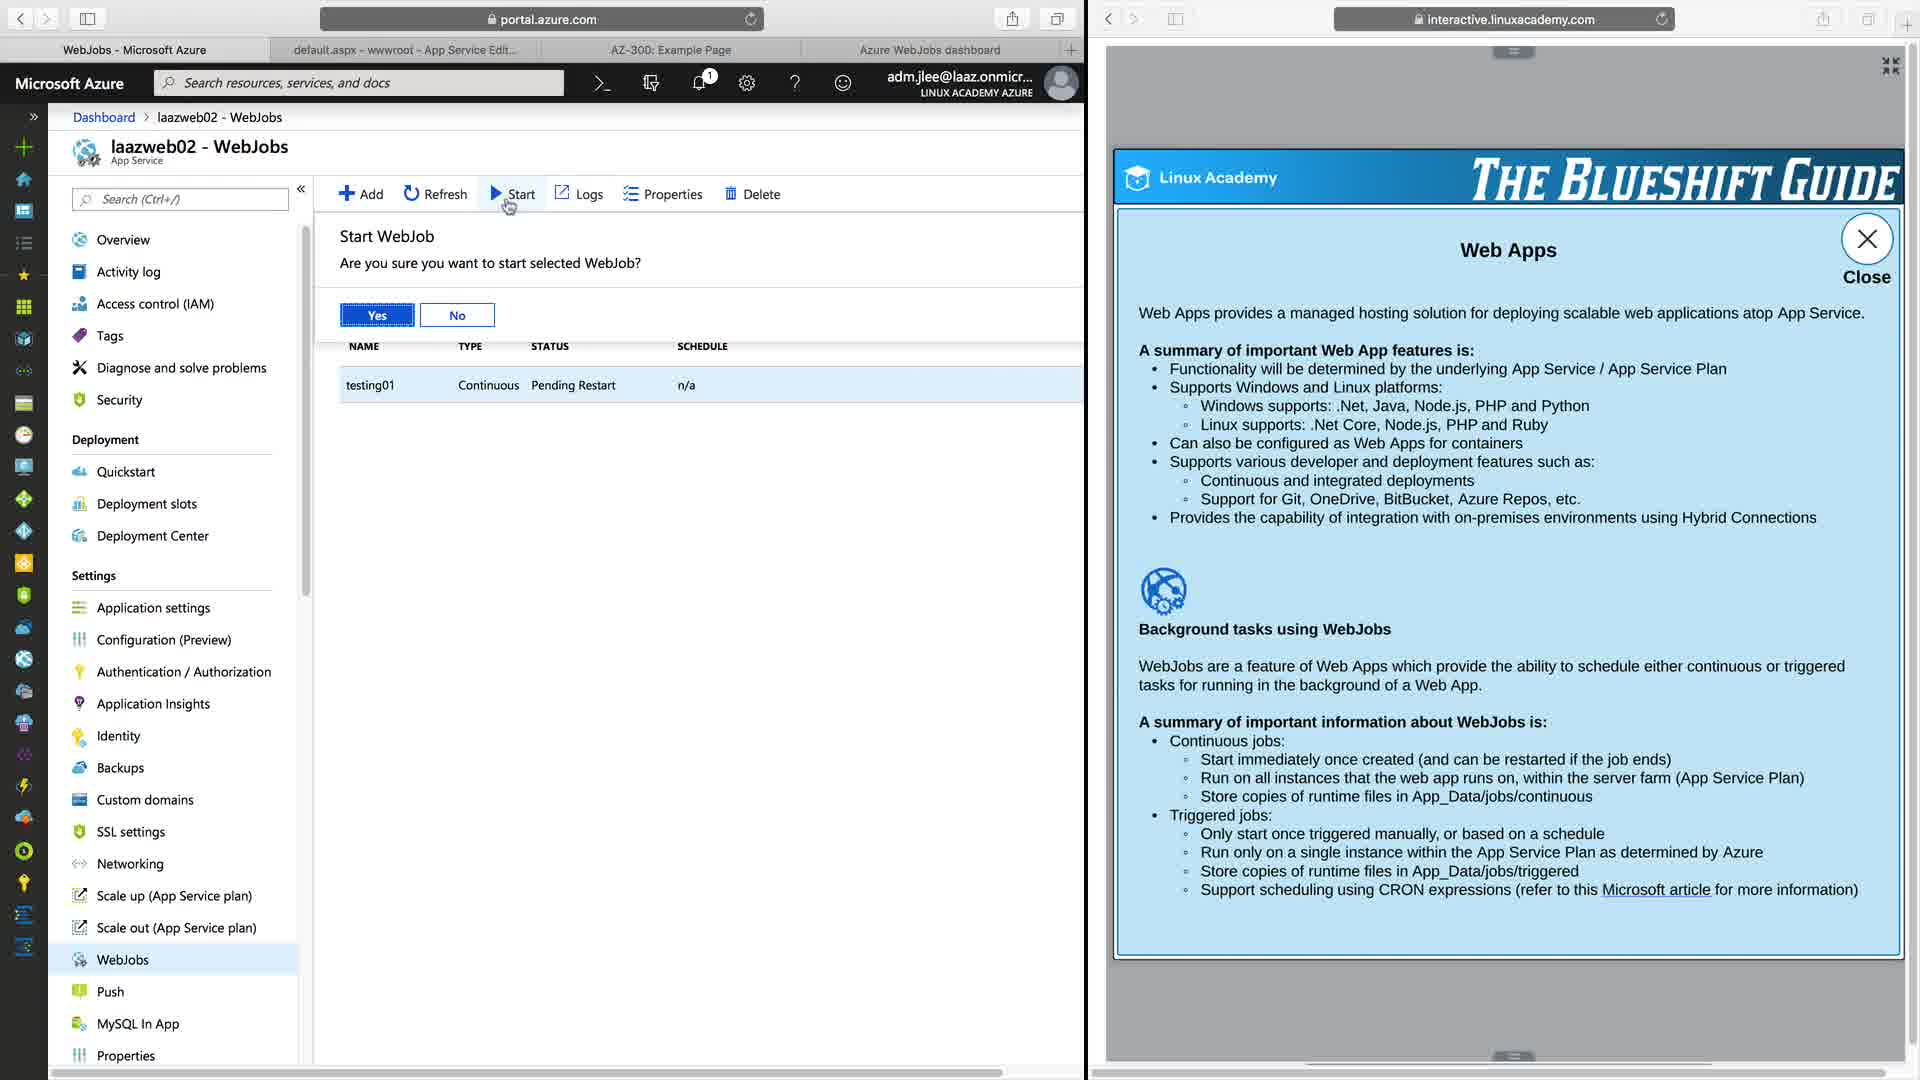 portal.azure.com
WebJobs - Microsoft Azure
default.aspx - wwwroot - App Service Edit...
AZ-300: Example Page
Azure WebJobs dashboard
Microsoft Azure
Search resources, services, and docs
1
adm.jlee@laaz.onmicr...
LINUX ACADEMY AZURE
Dashboard > laazweb02 - WebJobs
laazweb02 - WebJobs
App Service
Search (Ctrl+/)
Overview
Activity log
Access control (IAM)
Tags
Diagnose and solve problems
Security
Deployment
Quickstart
Deployment slots
Deployment Center
Settings
Application settings
Configuration (Preview)
Authentication / Authorization
Application Insights
Identity
Backups
Custom domains
SSL settings
Networking
Scale up (App Service plan)
Scale out (App Service plan)
WebJobs
Push
MySQL In App
Properties
Add Refresh Start Logs Properties Delete
Start WebJob
Are you sure you want to start selected WebJob?
Yes No
NAME TYPE STATUS SCHEDULE
testing01 Continuous Pending Restart n/a
interactive.linuxacademy.com
Linux Academy
THE BLUESHIFT GUIDE
Web Apps
Close
Web Apps provides a managed hosting solution for deploying scalable web applications atop App Service.
A summary of important Web App features is:
• Functionality will be determined by the underlying App Service / App Service Plan
• Supports Windows and Linux platforms:
◦ Windows supports: .Net, Java, Node.js, PHP and Python
◦ Linux supports: .Net Core, Node.js, PHP and Ruby
• Can also be configured as Web Apps for containers
• Supports various developer and deployment features such as:
◦ Continuous and integrated deployments
◦ Support for Git, OneDrive, BitBucket, Azure Repos, etc.
• Provides the capability of integration with on-premises environments using Hybrid Connections
Background tasks using WebJobs
WebJobs are a feature of Web Apps which provide the ability to schedule either continuous or triggered
tasks for running in the background of a Web App.
A summary of important information about WebJobs is:
• Continuous jobs:
◦ Start immediately once created (and can be restarted if the job ends)
◦ Run on all instances that the web app runs on, within the server farm (App Service Plan)
◦ Store copies of runtime files in App_Data/jobs/continuous
• Triggered jobs:
◦ Only start once triggered manually, or based on a schedule
◦ Run only on a single instance within the App Service Plan as determined by Azure
◦ Store copies of runtime files in App_Data/jobs/triggered
◦ Support scheduling using CRON expressions (refer to this Microsoft article for more information)